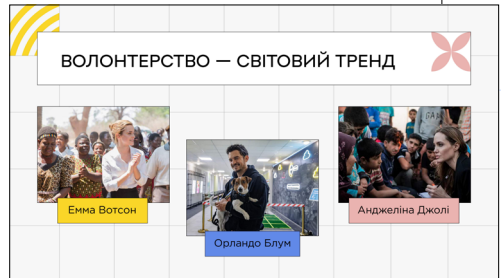 ВОЛОНТЕРСТВО — СВІТОВИЙ ТРЕНД
Емма Вотсон
Орландо Блум
Анджеліна Джолі